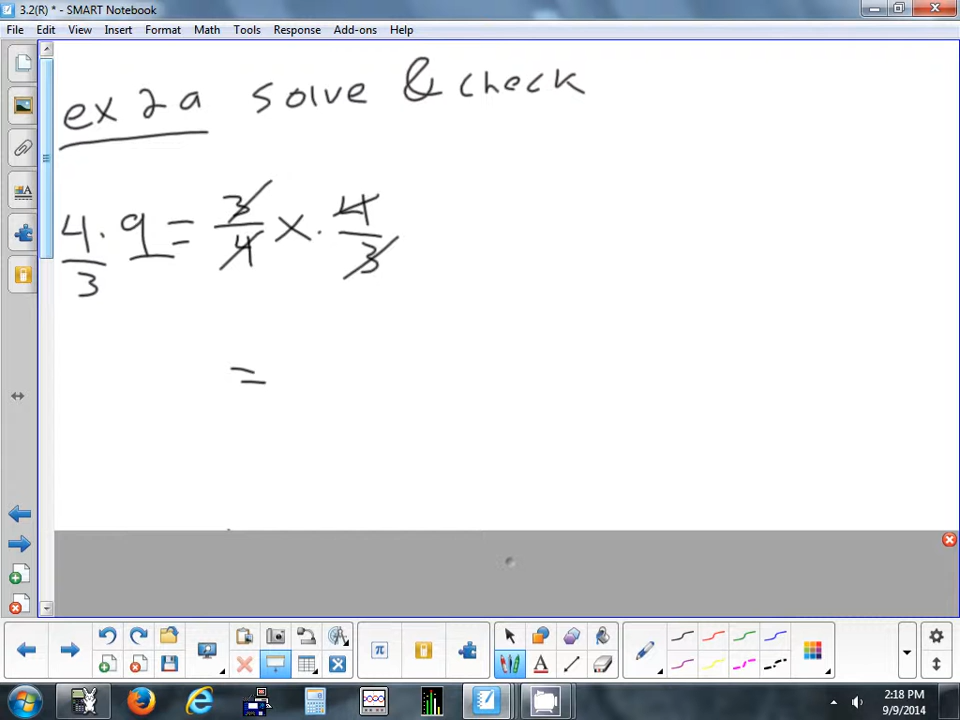 3.2(R) * - SMART Notebook
File Edit View Insert Format Math Tools Response Add-ons Help
ex 2a solve & check
4/3 · 9 = 3/4 x · 4/3
=
π
A
2:18 PM
9/9/2014